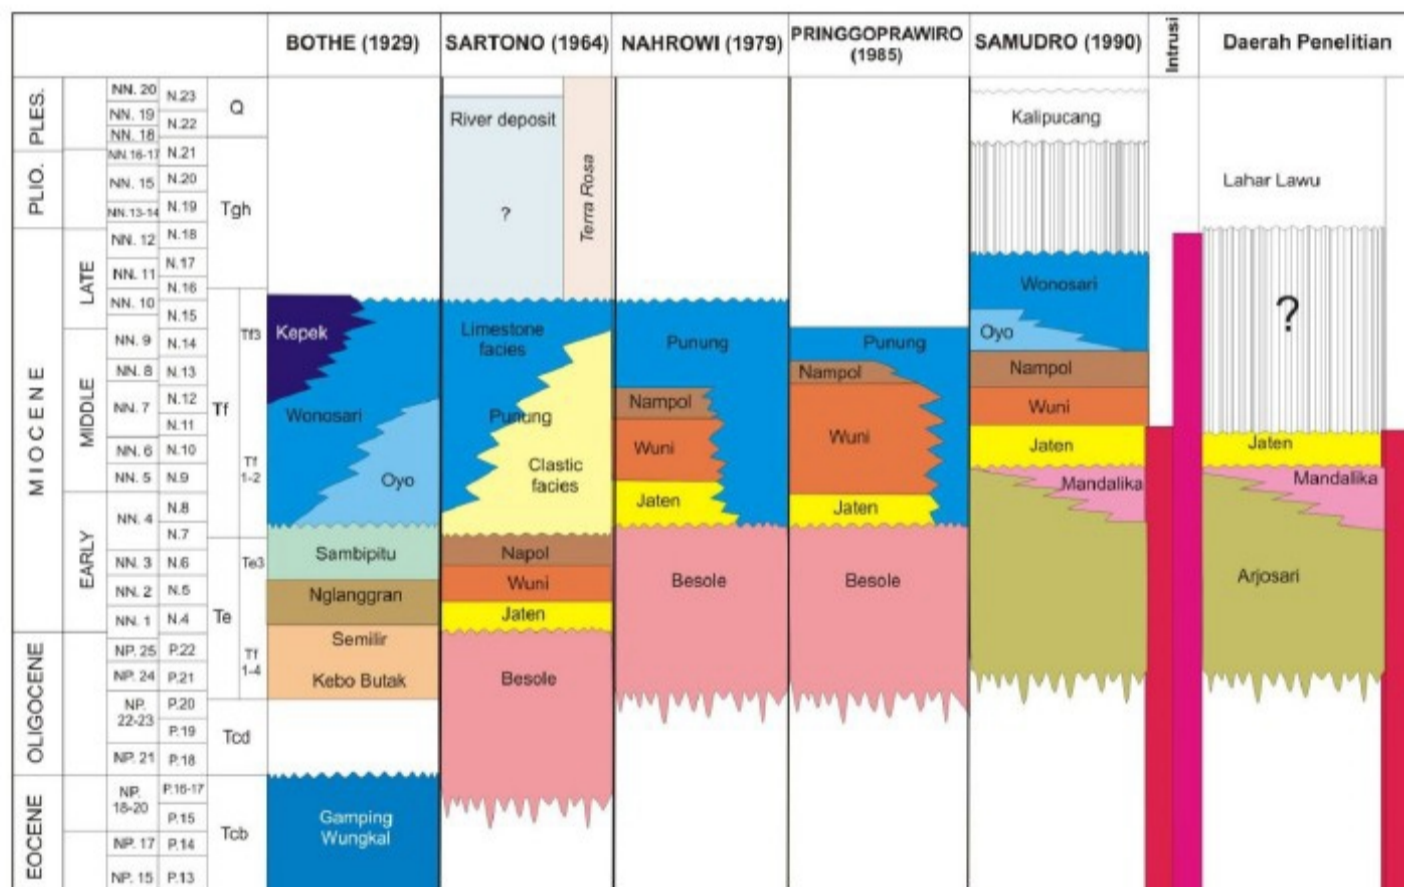 BOTHE (1929)
SARTONO (1964)
NAHROWI (1979)
PRINGGOPRAWIRO
(1985)
SAMUDRO (1990)
Intrusi
Daerah Penelitian
PLES.
PLIO.
MIOCENE
LATE
MIDDLE
EARLY
OLIGOCENE
EOCENE
NN. 20
NN. 19
NN. 18
NN.16-17
NN. 15
NN.13-14
NN. 12
NN. 11
NN. 10
NN. 9
NN. 8
NN. 7
NN. 6
NN. 5
NN. 4
NN. 3
NN. 2
NN. 1
NP. 25
NP. 24
NP.
22-23
NP. 21
NP.
18-20
NP. 17
NP. 15
N.23
N.22
N.21
N.20
N.19
N.18
N.17
N.16
N.15
N.14
N.13
N.12
N.11
N.10
N.9
N.8
N.7
N.6
N.5
N.4
P.22
P.21
P.20
P.19
P.18
P.16-17
P.15
P.14
P.13
Q
Tgh
Tf
Te
Tcd
Tcb
Tf3
Tf
1-2
Te3
Tf
1-4
Kepek
Wonosari
Oyo
Sambipitu
Nglanggran
Semilir
Kebo Butak
Gamping
Wungkal
River deposit
?
Terra Rosa
Limestone
facies
Punung
Clastic
facies
Napol
Wuni
Jaten
Besole
Punung
Nampol
Wuni
Jaten
Besole
Punung
Nampol
Wuni
Jaten
Besole
Kalipucang
Wonosari
Oyo
Nampol
Wuni
Jaten
Mandalika
Lahar Lawu
?
Jaten
Mandalika
Arjosari